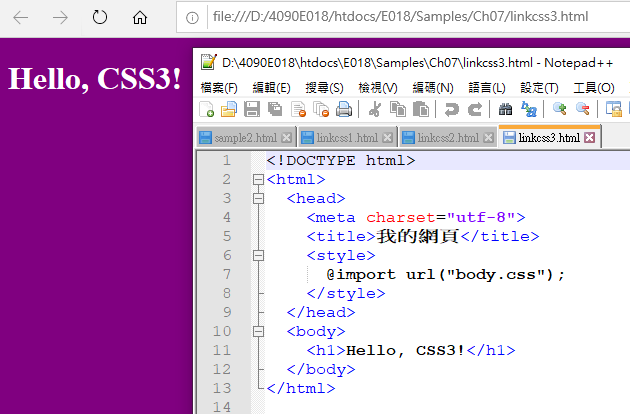 file:///D:/4090E018/htdocs/E018/Samples/Ch07/linkcss3.html
Hello, CSS3!
D:\4090E018\htdocs\E018\Samples\Ch07\linkcss3.html - Notepad++
檔案(F) 編輯(E) 搜尋(S) 檢視(V) 編碼(N) 語言(L) 設定(T) 工具(O)
sample2.html linkcss1.html linkcss2.html linkcss3.html
1 <!DOCTYPE html>
2 <html>
3 <head>
4 <meta charset="utf-8">
5 <title>我的網頁</title>
6 <style>
7 @import url("body.css");
8 </style>
9 </head>
10 <body>
11 <h1>Hello, CSS3!</h1>
12 </body>
13 </html>
14